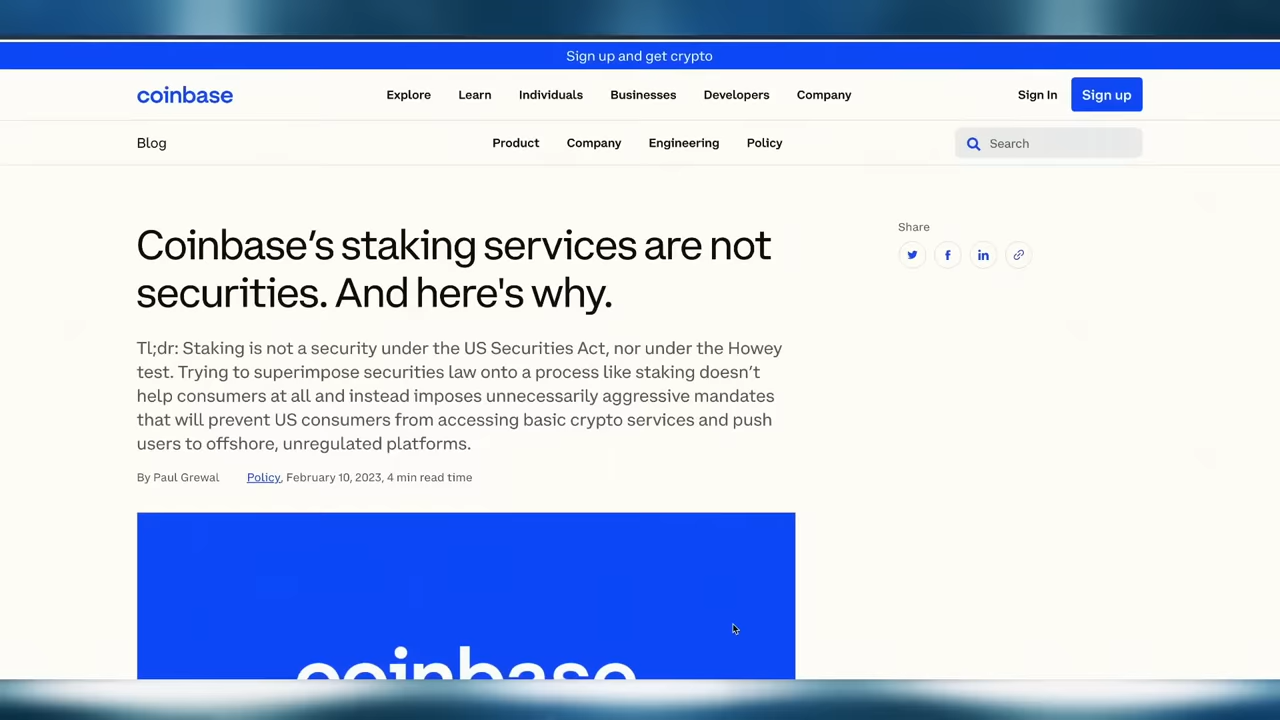 Sign up and get crypto
coinbase
Explore Learn Individuals Businesses Developers Company
Sign In Sign up
Blog
Product Company Engineering Policy
Search
Coinbase’s staking services are not
securities. And here's why.
Tl;dr: Staking is not a security under the US Securities Act, nor under the Howey
test. Trying to superimpose securities law onto a process like staking doesn’t
help consumers at all and instead imposes unnecessarily aggressive mandates
that will prevent US consumers from accessing basic crypto services and push
users to offshore, unregulated platforms.
By Paul Grewal Policy, February 10, 2023, 4 min read time
Share
coinbase